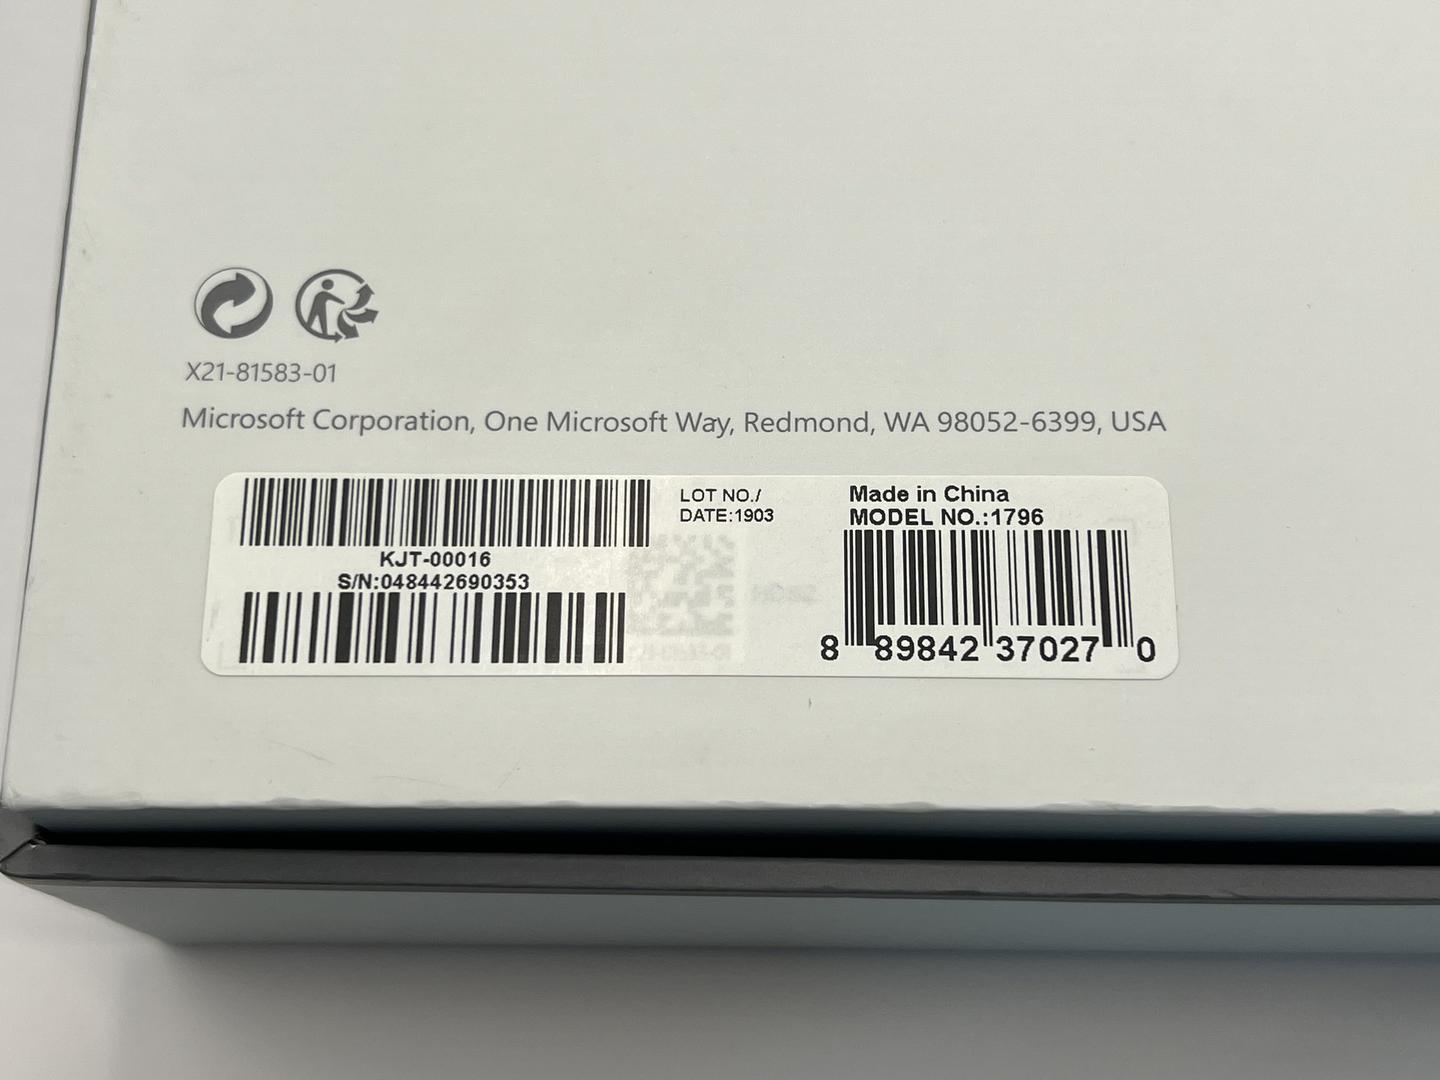 X21-81583-01
Microsoft Corporation, One Microsoft Way, Redmond, WA 98052-6399, USA
KJT-00016
S/N:048442690353
LOT NO./
DATE:1903
Made in China
MODEL NO.:1796
8 89842 37027 0